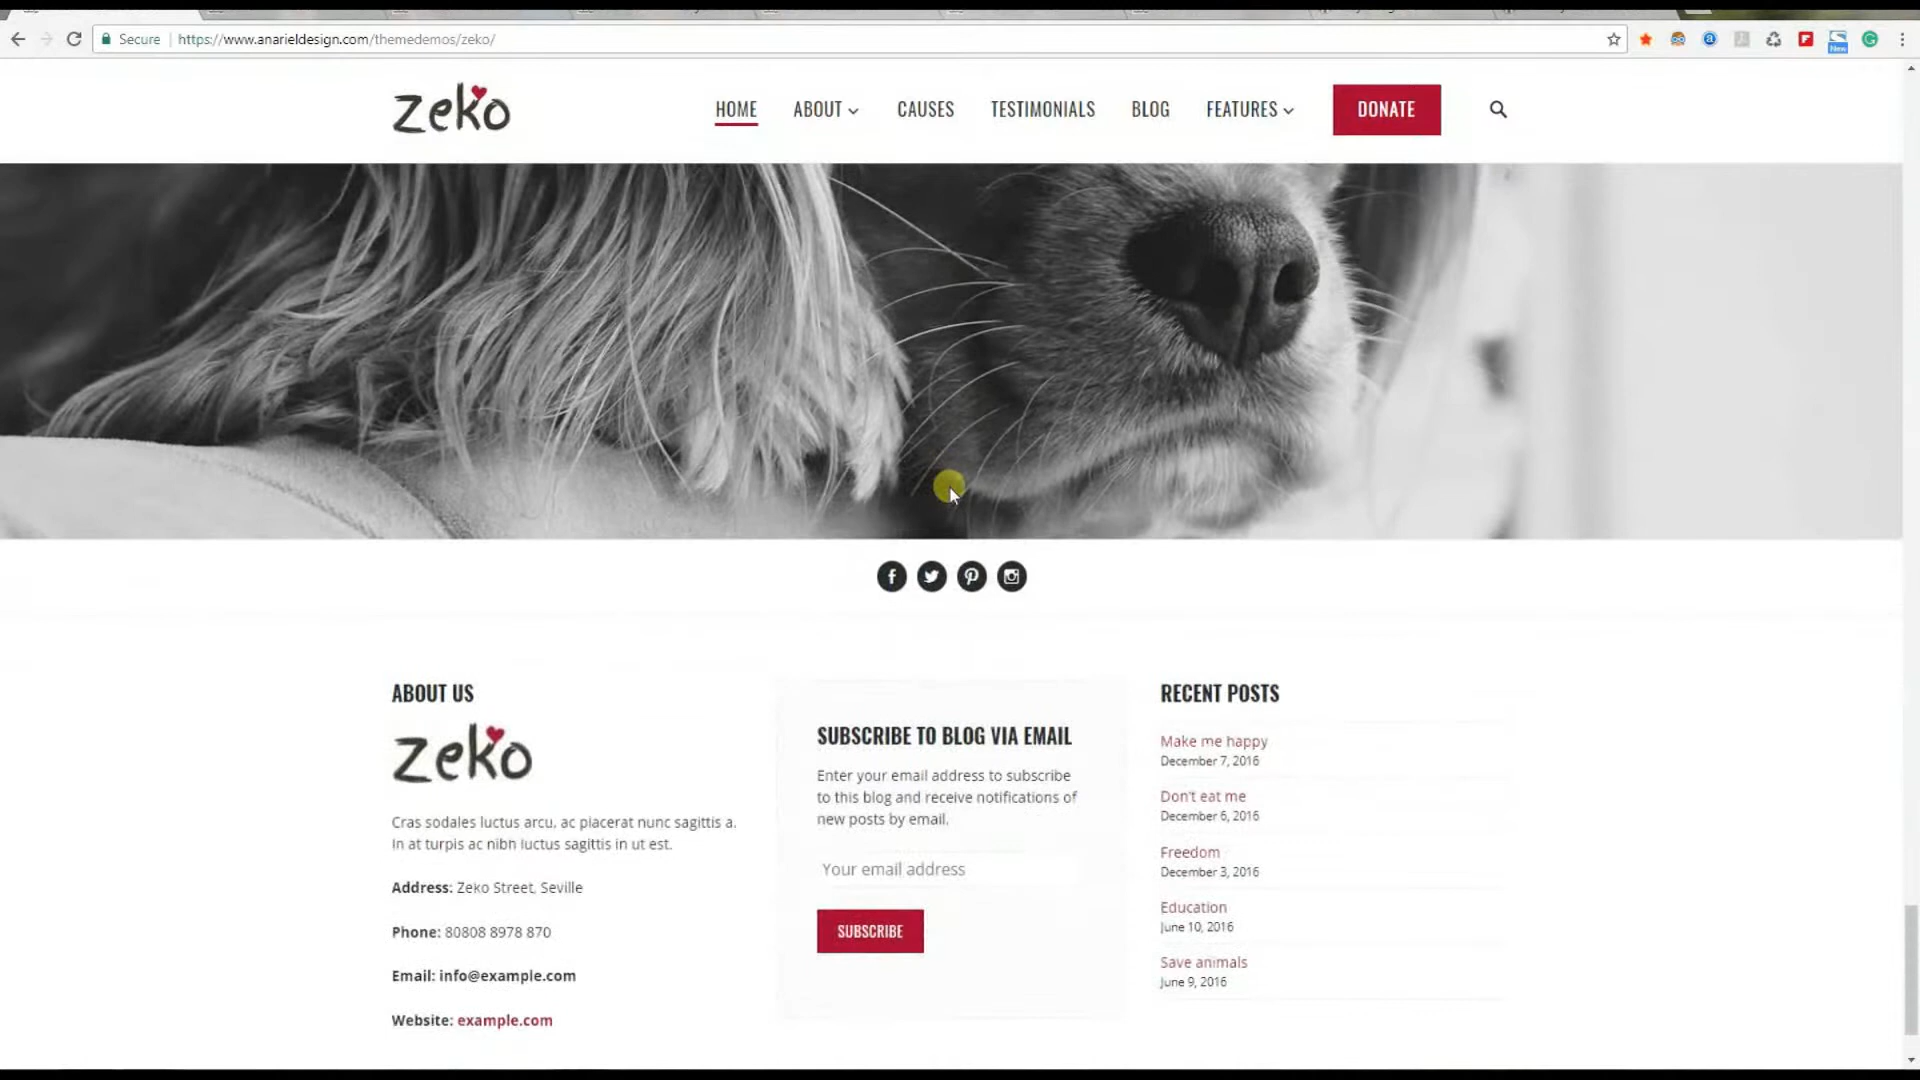 Secure
https://www.anarieldesign.com/themedemos/zeko/
New
zeko
HOME
ABOUT
CAUSES
TESTIMONIALS
BLOG
FEATURES
DONATE
ABOUT US
zeko
Cras sodales luctus arcu, ac placerat nunc sagittis a.
In at turpis ac nibh luctus sagittis in ut est.
Address: Zeko Street, Seville
Phone: 80808 8978 870
Email: info@example.com
Website: example.com
SUBSCRIBE TO BLOG VIA EMAIL
Enter your email address to subscribe
to this blog and receive notifications of
new posts by email.
Your email address
SUBSCRIBE
RECENT POSTS
Make me happy
December 7, 2016
Don't eat me
December 6, 2016
Freedom
December 3, 2016
Education
June 10, 2016
Save animals
June 9, 2016